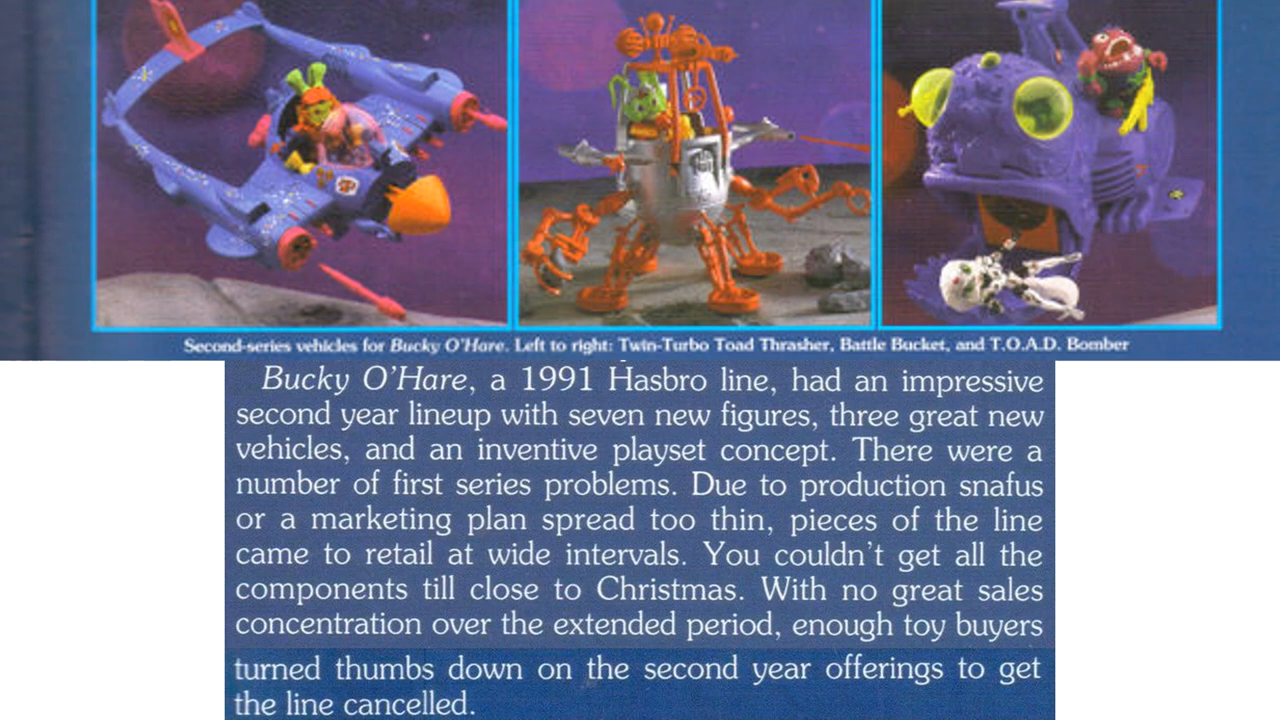 Second-series vehicles for Bucky O'Hare. Left to right: Twin-Turbo Toad Thrasher, Battle Bucket, and T.O.A.D. Bomber
Bucky O'Hare, a 1991 Hasbro line, had an impressive
second year lineup with seven new figures, three great new
vehicles, and an inventive playset concept. There were a
number of first series problems. Due to production snafus
or a marketing plan spread too thin, pieces of the line
came to retail at wide intervals. You couldn't get all the
components till close to Christmas. With no great sales
concentration over the extended period, enough toy buyers
turned thumbs down on the second year offerings to get
the line cancelled.